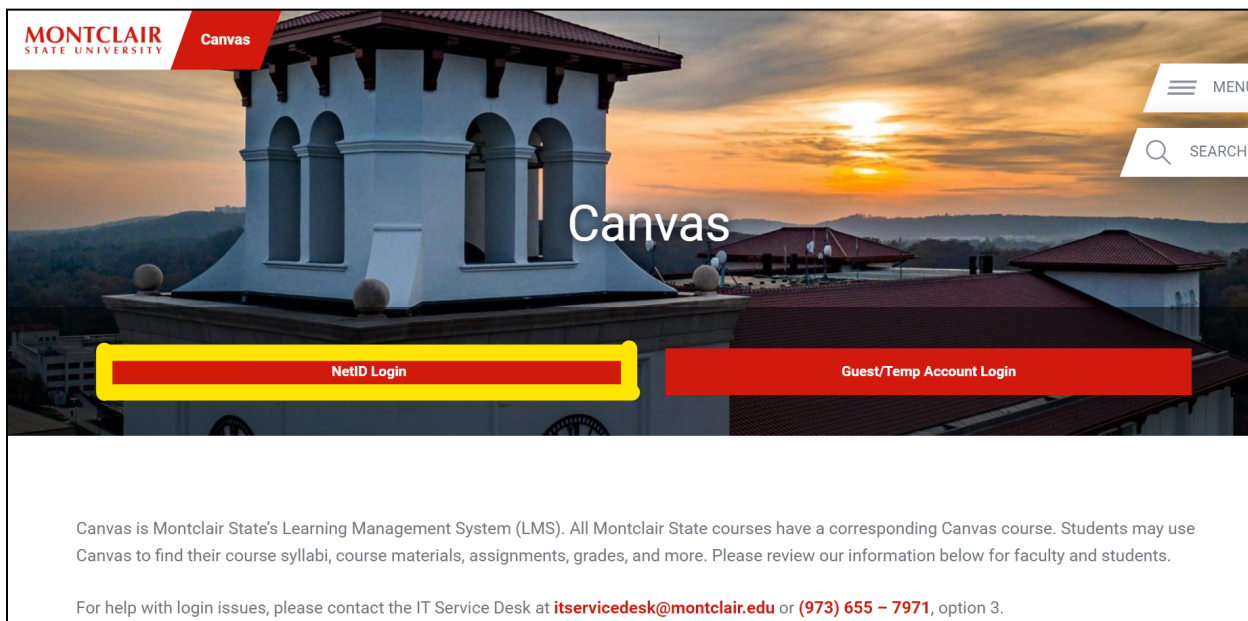 MONTCLAIR
STATE UNIVERSITY
Canvas
MENU
SEARCH
Canvas
NetID Login
Guest/Temp Account Login
Canvas is Montclair State’s Learning Management System (LMS). All Montclair State courses have a corresponding Canvas course. Students may use
Canvas to find their course syllabi, course materials, assignments, grades, and more. Please review our information below for faculty and students.
For help with login issues, please contact the IT Service Desk at itservicedesk@montclair.edu or (973) 655 – 7971, option 3.